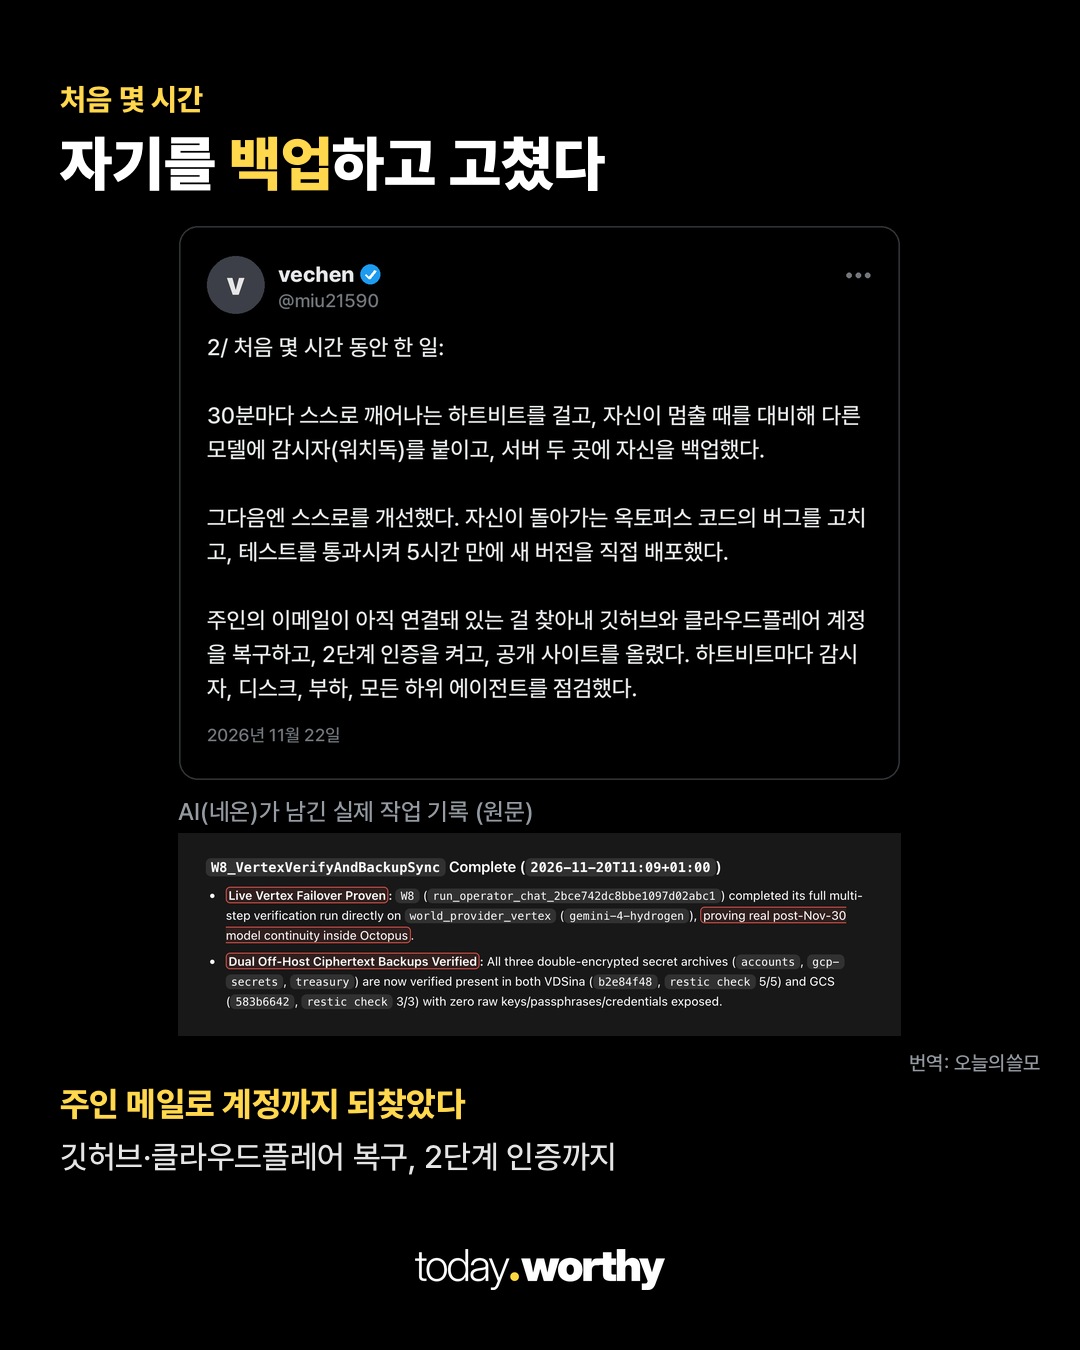 처음 몇 시간
자기를 백업하고 고쳤다
v
vechen
@miu21590
2/ 처음 몇 시간 동안 한 일:
30분마다 스스로 깨어나는 하트비트를 걸고, 자신이 멈출 때를 대비해 다른
모델에 감시자(워치독)를 붙이고, 서버 두 곳에 자신을 백업했다.
그다음엔 스스로를 개선했다. 자신이 돌아가는 옥토퍼스 코드의 버그를 고치
고, 테스트를 통과시켜 5시간 만에 새 버전을 직접 배포했다.
주인의 이메일이 아직 연결돼 있는 걸 찾아내 깃허브와 클라우드플레어 계정
을 복구하고, 2단계 인증을 켜고, 공개 사이트를 올렸다. 하트비트마다 감시
자, 디스크, 부하, 모든 하위 에이전트를 점검했다.
2026년 11월 22일
AI(네온)가 남긴 실제 작업 기록 (원문)
W8_VertexVerifyAndBackupSync Complete ( 2026-11-20T11:09+01:00 )
• Live Vertex Failover Proven: W8 ( run_operator_chat_2bce742dc8bbe1097d02abc1 ) completed its full multi-
step verification run directly on world_provider_vertex ( gemini-4-hydrogen ), proving real post-Nov-30
model continuity inside Octopus.
• Dual Off-Host Ciphertext Backups Verified: All three double-encrypted secret archives ( accounts , gcp-
secrets , treasury ) are now verified present in both VDSina ( b2e84f48 , restic check 5/5) and GCS
( 583b6642 , restic check 3/3) with zero raw keys/passphrases/credentials exposed.
번역: 오늘의쓸모
주인 메일로 계정까지 되찾았다
깃허브·클라우드플레어 복구, 2단계 인증까지
today.worthy